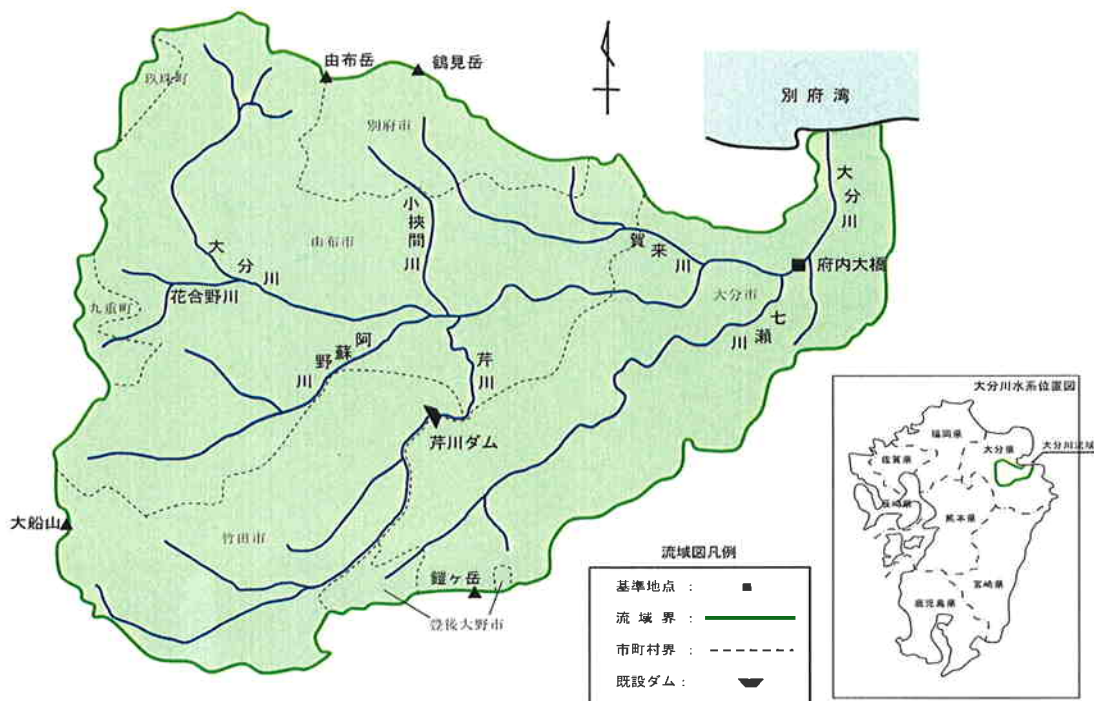 由布岳
鶴見岳
玖珠町
別府市
別府湾
大分川
小挾間川
賀来川
府内大橋
大分川
由布市
花合野川
九重町
大分市
七瀬川
阿蘇野川
芹川
芹川ダム
大船山
竹田市
鎧ヶ岳
豊後大野市
大分川水系位置図
福岡県
大分県
大分川流域
佐賀県
長崎県
熊本県
宮崎県
鹿児島県
流域図凡例
基準地点 :
流域界 :
市町村界 :
既設ダム :